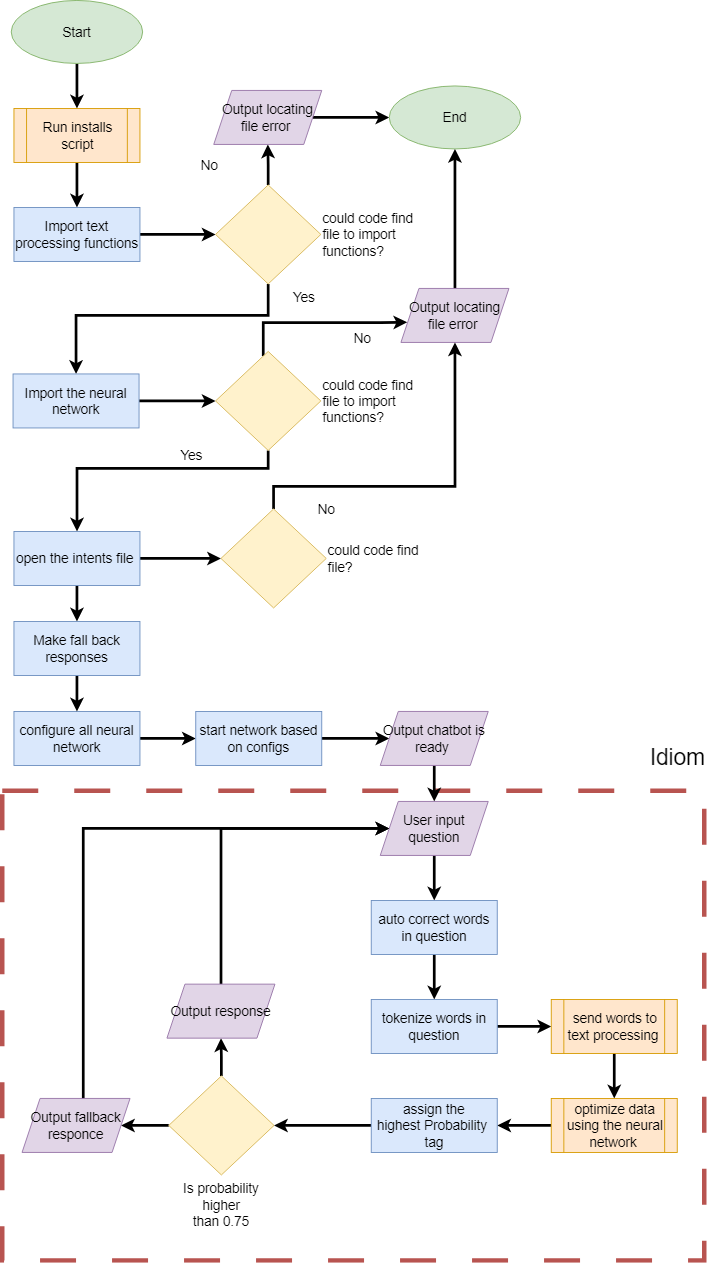 Start
Run installs
script
Import text
processing functions
Output locating
file error
End
No
could code find
file to import
functions?
Yes
Output locating
file error
No
Import the neural
network
could code find
file to import
functions?
Yes
No
open the intents file
could code find
file?
Make fall back
responses
configure all neural
network
start network based
on configs
Output chatbot is
ready
Idiom
User input
question
auto correct words
in question
tokenize words in
question
send words to
text processing
Output response
optimize data
using the neural
network
assign the
highest Probability
tag
Output fallback
responce
Is probability
higher
than 0.75